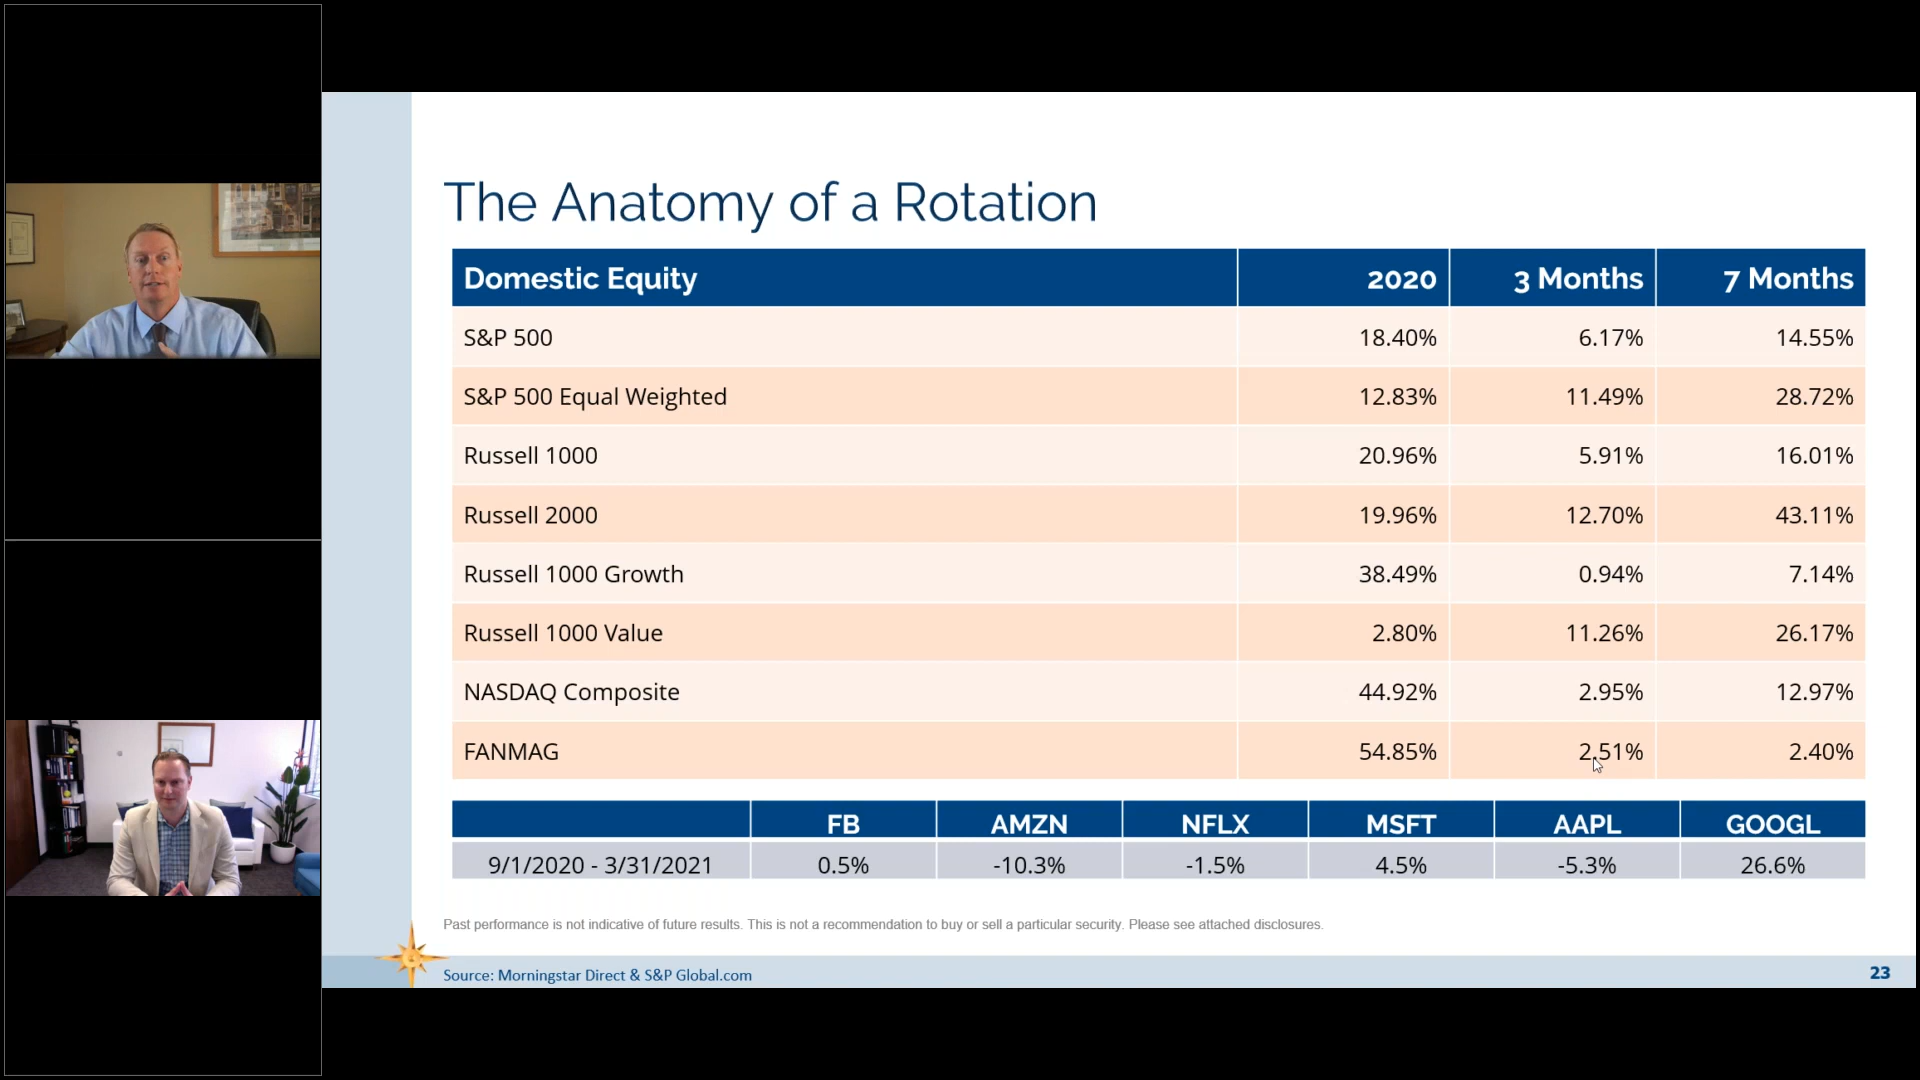 The Anatomy of a Rotation
Domestic Equity 2020 3 Months 7 Months
S&P 500 18.40% 6.17% 14.55%
S&P 500 Equal Weighted 12.83% 11.49% 28.72%
Russell 1000 20.96% 5.91% 16.01%
Russell 2000 19.96% 12.70% 43.11%
Russell 1000 Growth 38.49% 0.94% 7.14%
Russell 1000 Value 2.80% 11.26% 26.17%
NASDAQ Composite 44.92% 2.95% 12.97%
FANMAG 54.85% 2.51% 2.40%
FB AMZN NFLX MSFT AAPL GOOGL
9/1/2020 - 3/31/2021 0.5% -10.3% -1.5% 4.5% -5.3% 26.6%
Past performance is not indicative of future results. This is not a recommendation to buy or sell a particular security. Please see attached disclosures.
Source: Morningstar Direct & S&P Global.com 23